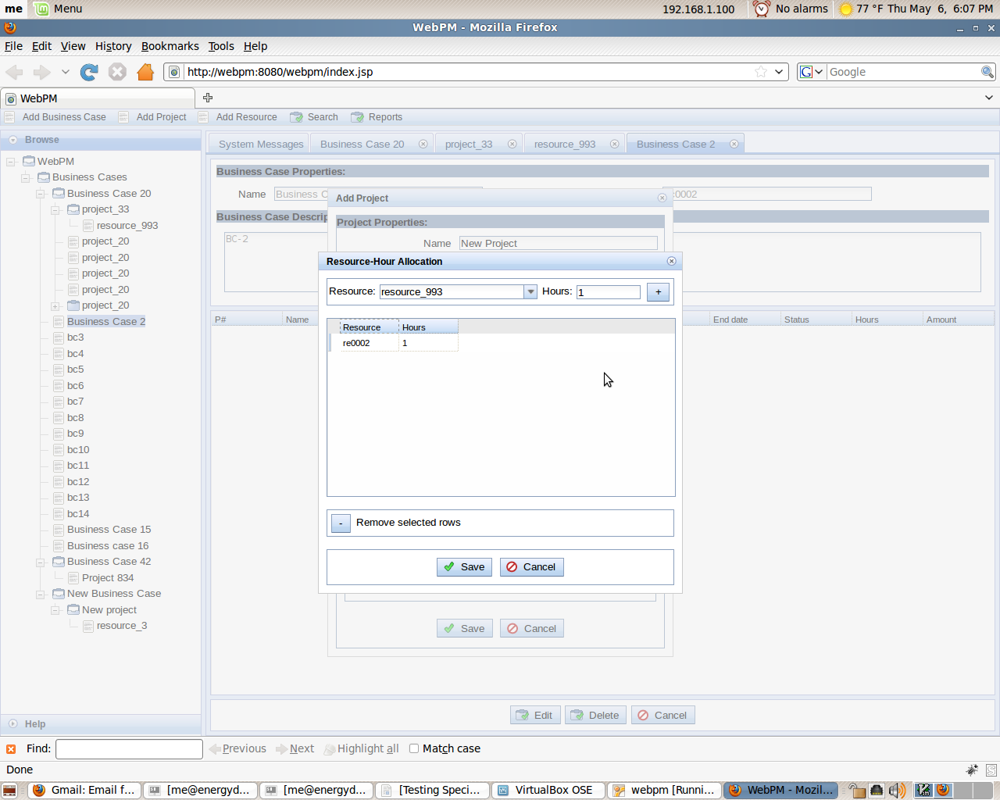 me Menu 192.168.1.100 No alarms 77 °F Thu May 6, 6:07 PM
WebPM - Mozilla Firefox
File Edit View History Bookmarks Tools Help
http://webpm:8080/webpm/index.jsp Google
WebPM
Add Business Case Add Project Add Resource Search Reports
Browse
WebPM
Business Cases
Business Case 20
project_33
resource_993
project_20
project_20
project_20
project_20
project_20
Business Case 2
bc3
bc4
bc5
bc6
bc7
bc8
bc9
bc10
bc11
bc12
bc13
bc14
Business Case 15
Business case 16
Business Case 42
Project 834
New Business Case
New project
resource_3
Help
System Messages Business Case 20 project_33 resource_993 Business Case 2
Business Case Properties:
Name Business C c0002
Business Case Descrip
BC-2
P# Name End date Status Hours Amount
Add Project
Project Properties:
Name New Project
Resource-Hour Allocation
Resource: resource_993 Hours: 1 +
Resource Hours
re0002 1
- Remove selected rows
Save Cancel
Save Cancel
Edit Delete Cancel
Find: Previous Next Highlight all Match case
Done
Gmail: Email f... [me@energyd... [me@energyd... [Testing Speci... VirtualBox OSE webpm [Runni... WebPM - Mozil...